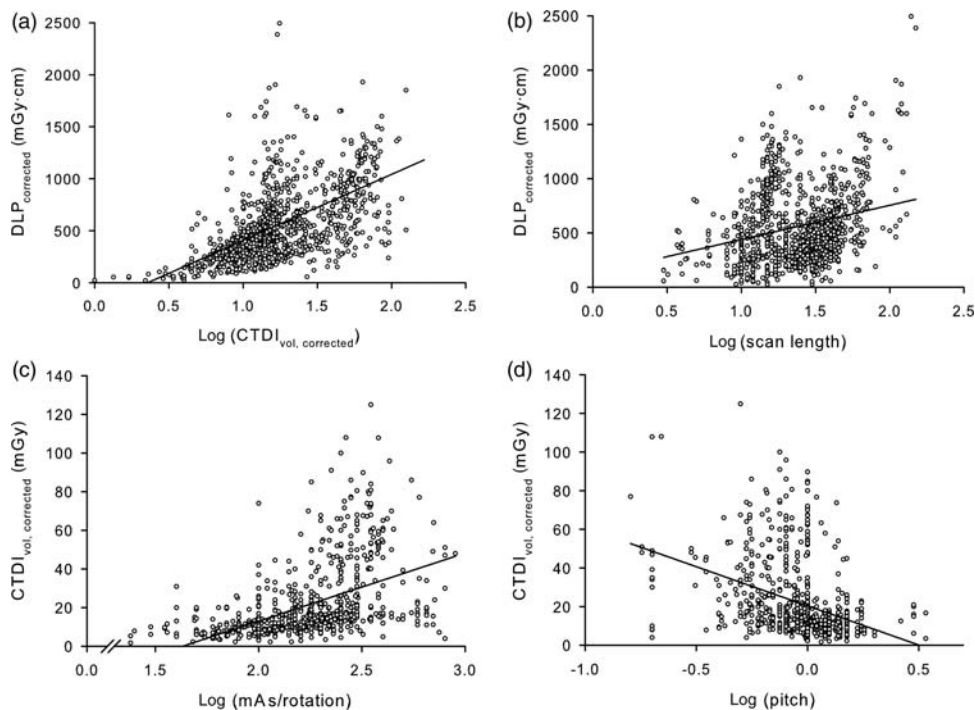 (a)
2500
2000
1500
1000
500
0
DLPcorrected (mGy·cm)
0.0 0.5 1.0 1.5 2.0 2.5
Log (CTDIvol, corrected)
(b)
2500
2000
1500
1000
500
0
DLPcorrected (mGy·cm)
0.0 0.5 1.0 1.5 2.0 2.5
Log (scan length)
(c)
140
120
100
80
60
40
20
0
CTDIvol, corrected (mGy)
0.0 1.5 2.0 2.5 3.0
Log (mAs/rotation)
(d)
140
120
100
80
60
40
20
0
CTDIvol, corrected (mGy)
-1.0 -0.5 0.0 0.5 1.0
Log (pitch)